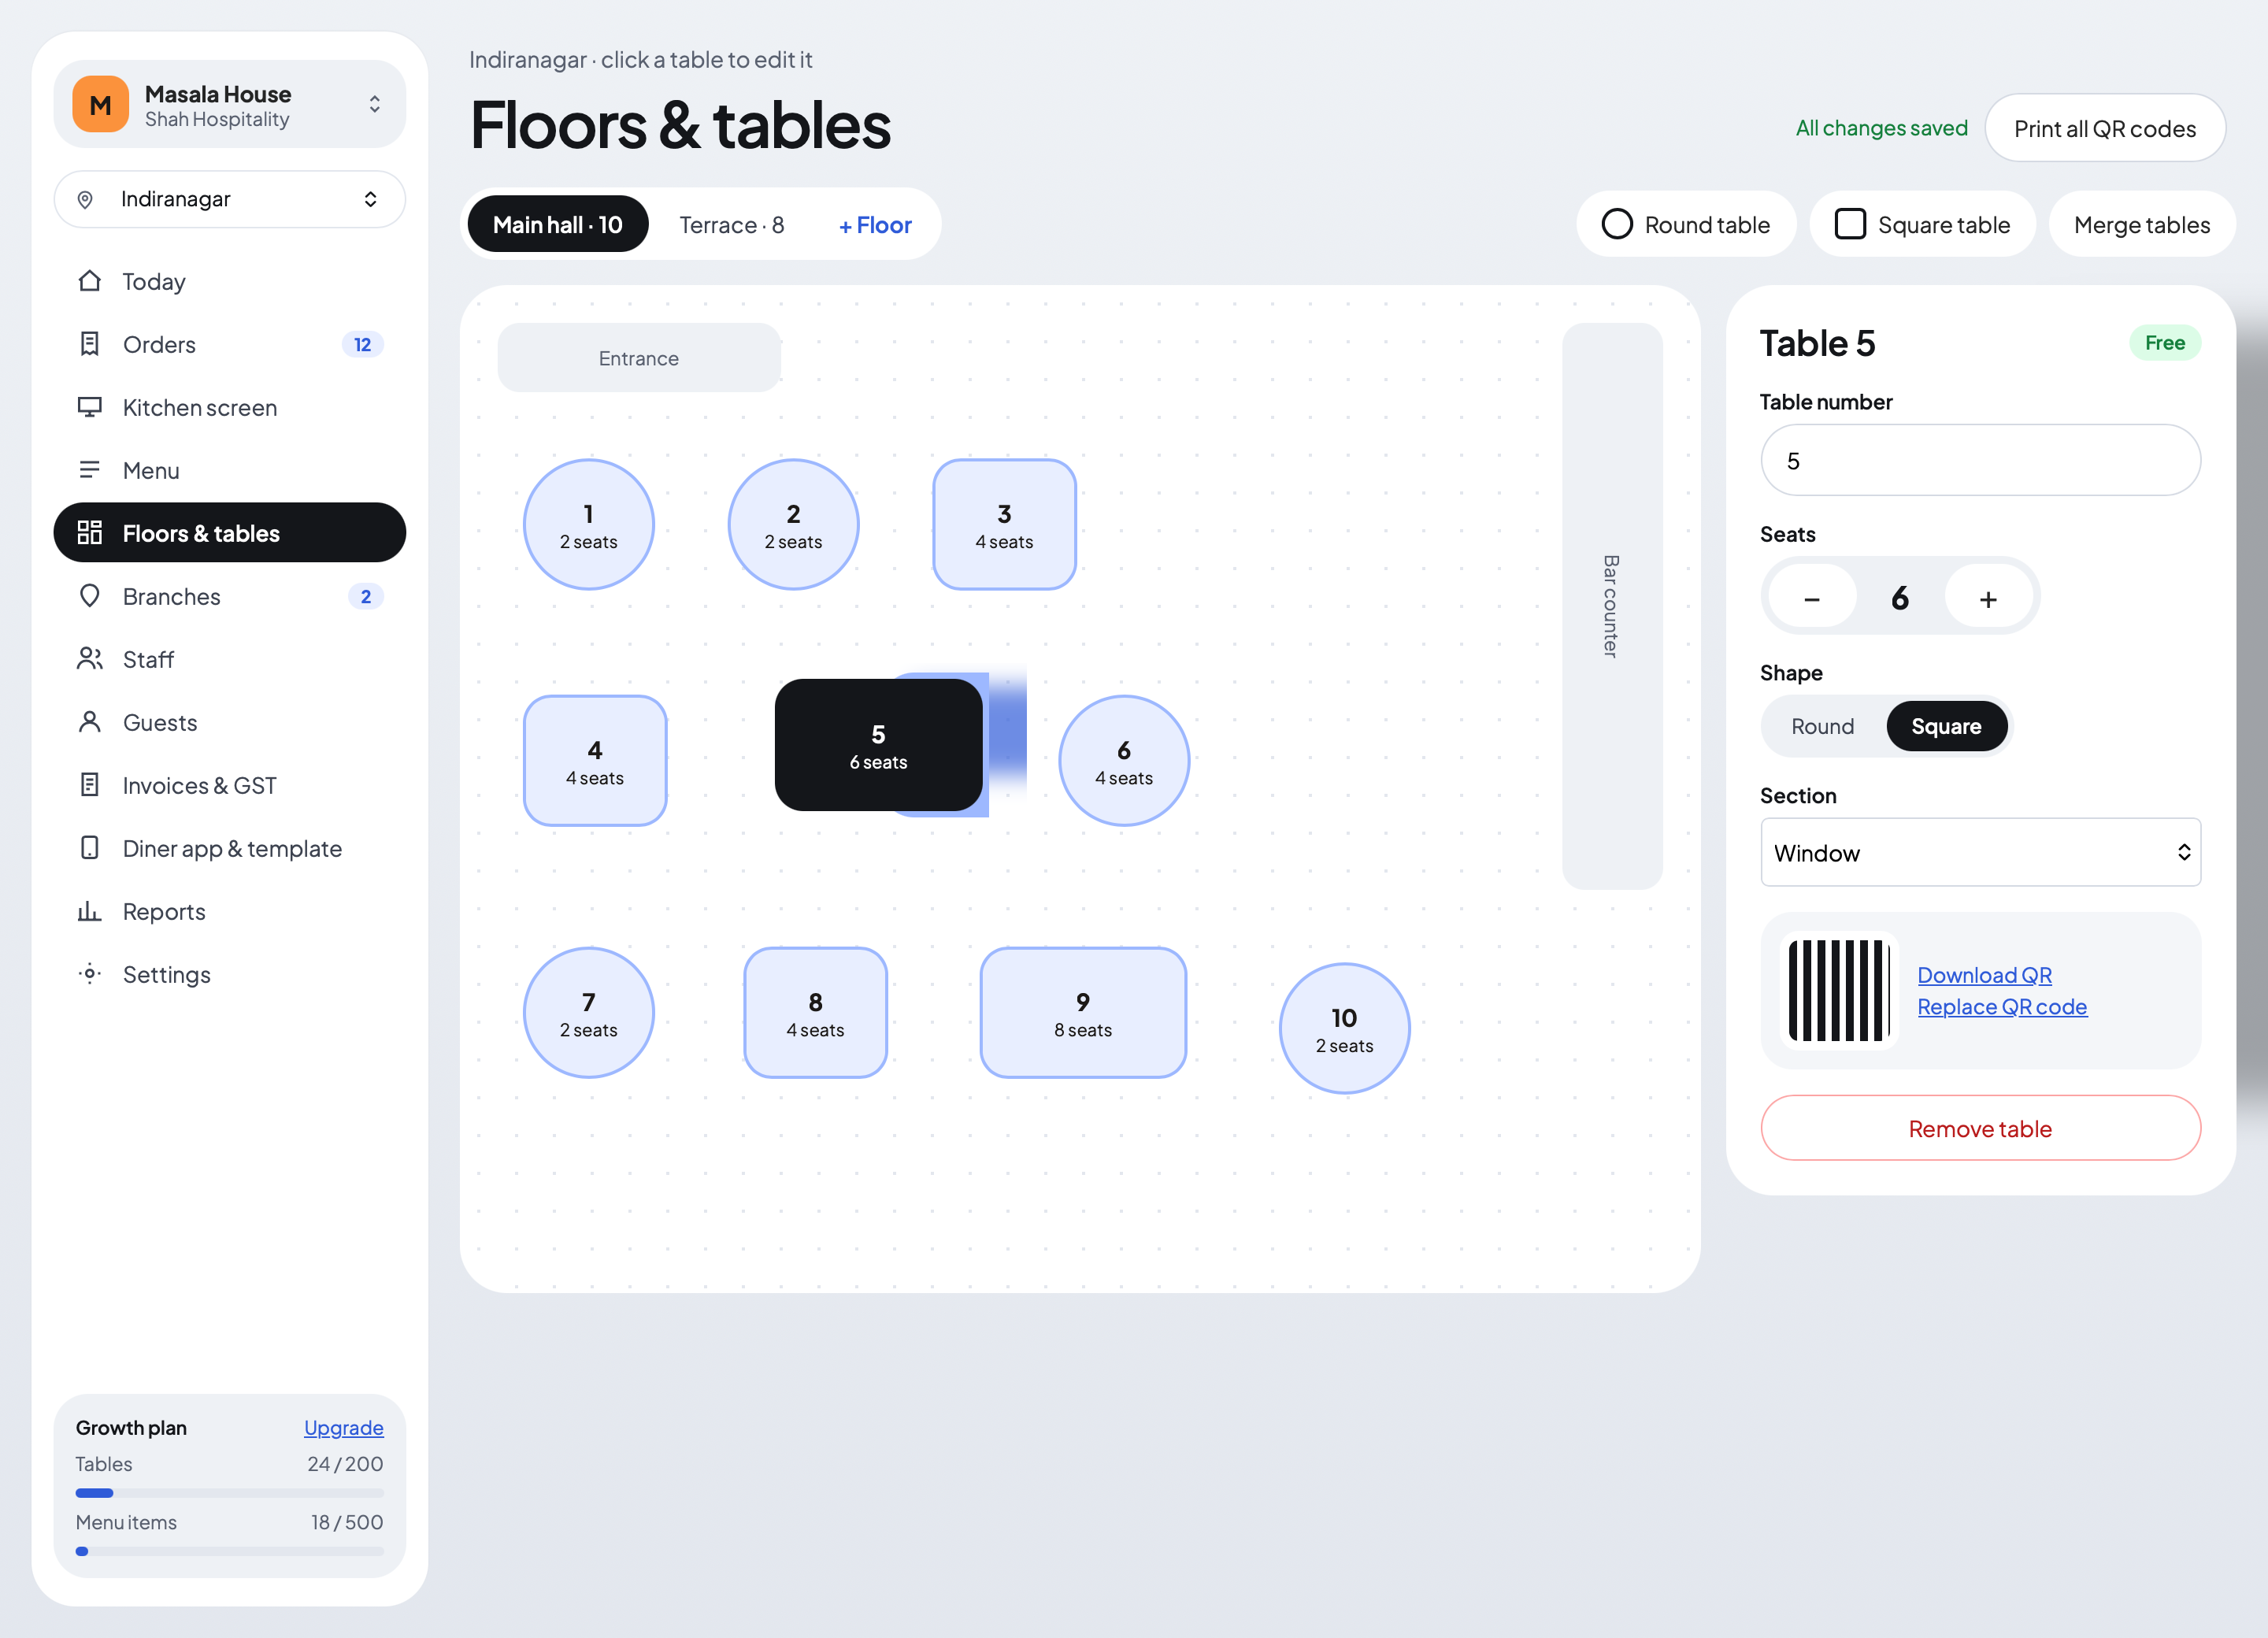 M
Masala House
Shah Hospitality
Indiranagar
Today
Orders 12
Kitchen screen
Menu
Floors & tables
Branches 2
Staff
Guests
Invoices & GST
Diner app & template
Reports
Settings
Growth plan Upgrade
Tables 24 / 200
Menu items 18 / 500
Indiranagar · click a table to edit it
Floors & tables
All changes saved
Print all QR codes
Main hall · 10
Terrace · 8
+ Floor
Round table
Square table
Merge tables
Entrance
Bar counter
1
2 seats
2
2 seats
3
4 seats
4
4 seats
5
6 seats
6
4 seats
7
2 seats
8
4 seats
9
8 seats
10
2 seats
Table 5 Free
Table number
5
Seats
− 6 +
Shape
Round Square
Section
Window
Download QR
Replace QR code
Remove table